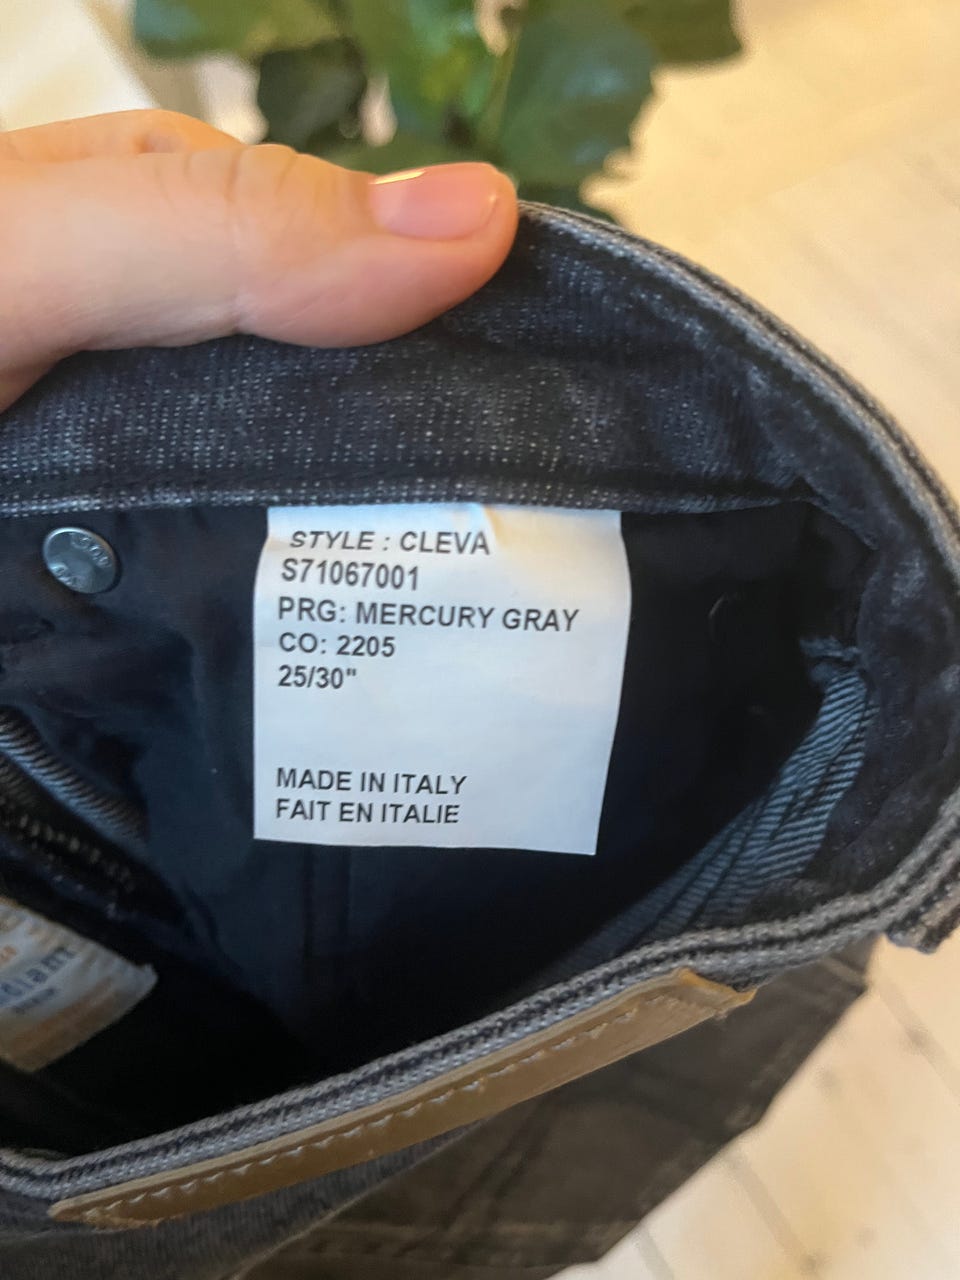 STYLE : CLEVA
S71067001
PRG: MERCURY GRAY
CO: 2205
25/30"
MADE IN ITALY
FAIT EN ITALIE